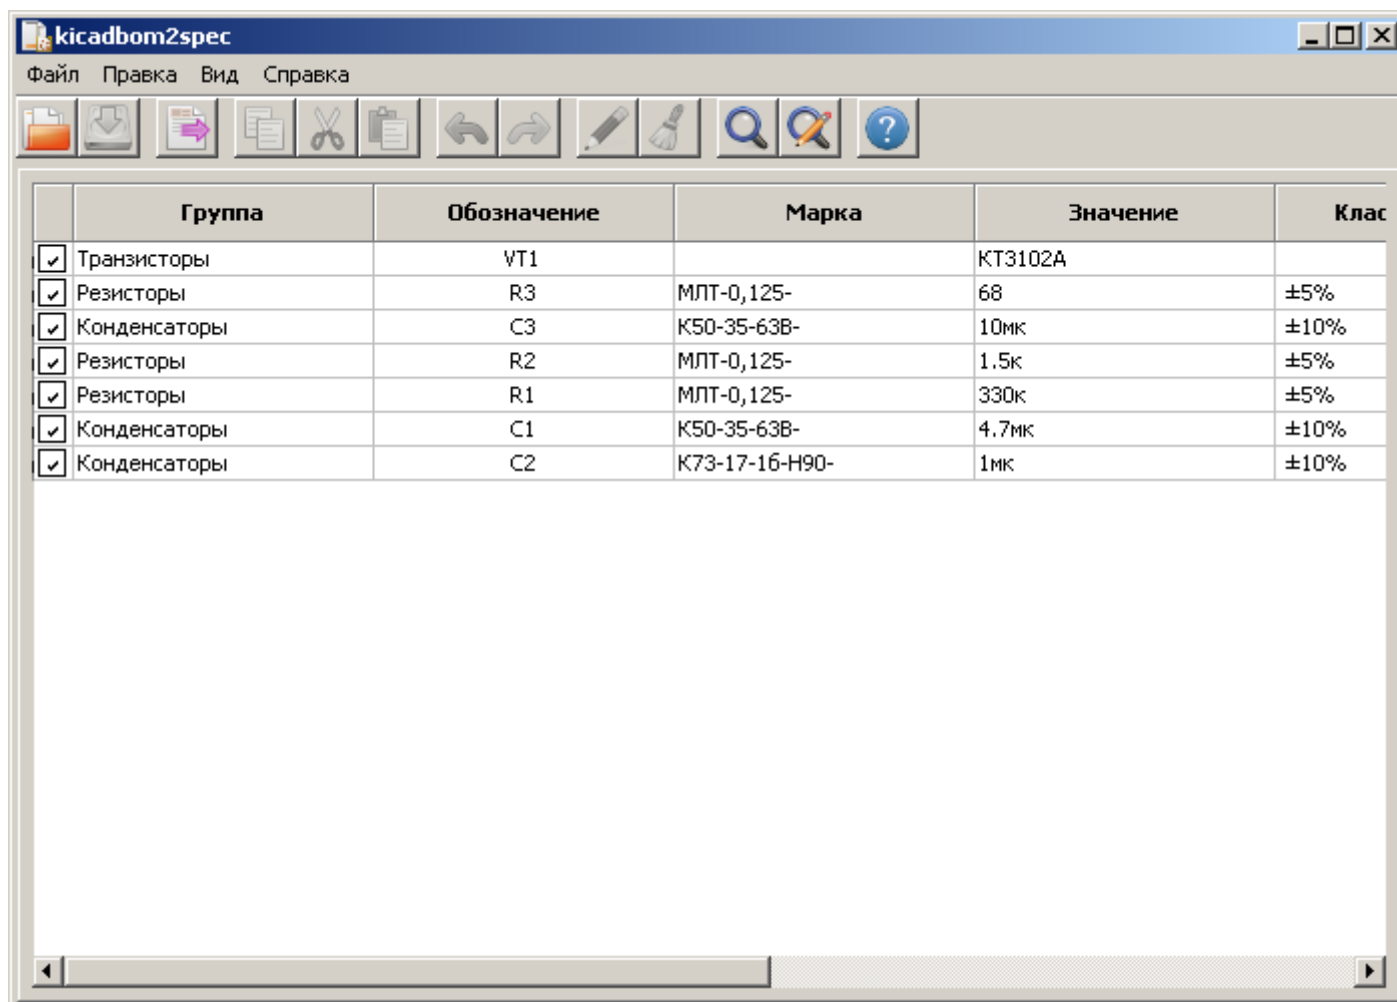 kicadbom2spec
Файл Правка Вид Справка
Группа Обозначение Марка Значение Клас
Транзисторы VT1 КТ3102А
Резисторы R3 МЛТ-0,125- 68 ±5%
Конденсаторы C3 К50-35-63В- 10мк ±10%
Резисторы R2 МЛТ-0,125- 1.5к ±5%
Резисторы R1 МЛТ-0,125- 330к ±5%
Конденсаторы C1 К50-35-63В- 4.7мк ±10%
Конденсаторы C2 К73-17-1б-Н90- 1мк ±10%